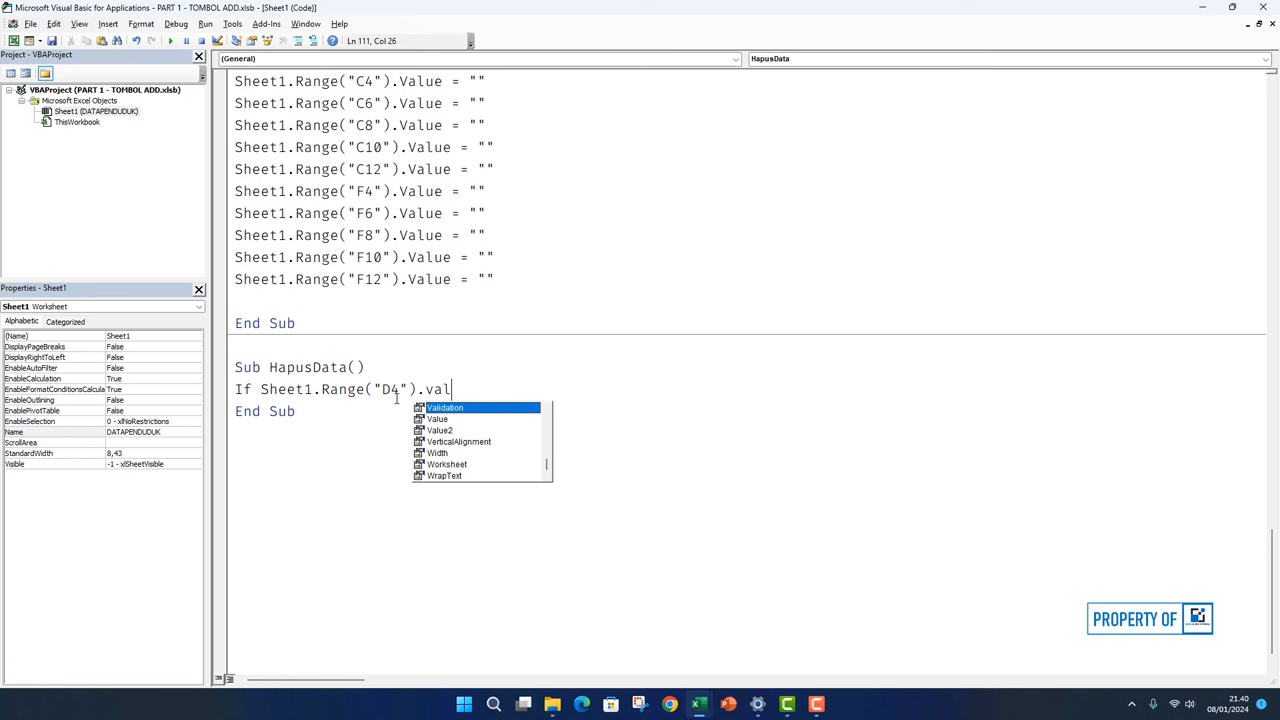 Microsoft Visual Basic for Applications - PART 1 - TOMBOL ADD.xlsb - [Sheet1 (Code)]
File Edit View Insert Format Debug Run Tools Add-Ins Window Help
Ln 111, Col 26
Project - VBAProject
(General) HapusData
VBAProject (PART 1 - TOMBOL ADD.xlsb)
Microsoft Excel Objects
Sheet1 (DATAPENDUDUK)
ThisWorkbook
Properties - Sheet1
Sheet1 Worksheet
Alphabetic Categorized
(Name) Sheet1
DisplayPageBreaks False
DisplayRightToLeft False
EnableAutoFilter False
EnableCalculation True
EnableFormatConditionsCalcula True
EnableOutlining False
EnablePivotTable False
EnableSelection 0 - xlNoRestrictions
Name DATAPENDUDUK
ScrollArea
StandardWidth 8,43
Visible -1 - xlSheetVisible
Sheet1.Range("C4").Value = ""
Sheet1.Range("C6").Value = ""
Sheet1.Range("C8").Value = ""
Sheet1.Range("C10").Value = ""
Sheet1.Range("C12").Value = ""
Sheet1.Range("F4").Value = ""
Sheet1.Range("F6").Value = ""
Sheet1.Range("F8").Value = ""
Sheet1.Range("F10").Value = ""
Sheet1.Range("F12").Value = ""
End Sub
Sub HapusData()
If Sheet1.Range("D4").val
End Sub
Validation
Value
Value2
VerticalAlignment
Width
Worksheet
WrapText
PROPERTY OF
21.40
08/01/2024